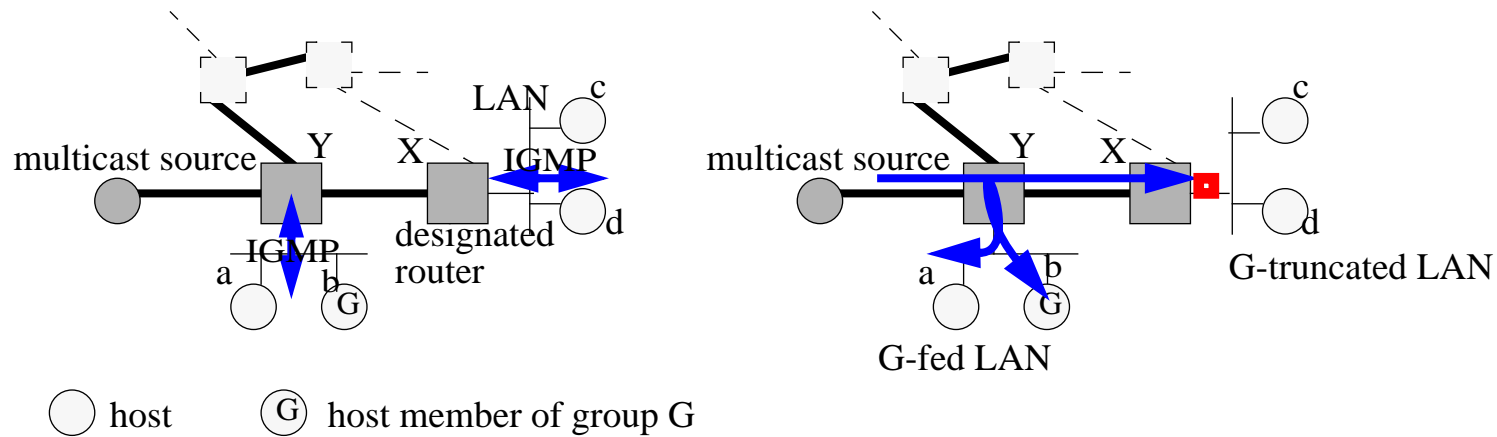 c
LAN
Y
X
multicast source
IGMP
d
designated
router
IGMP
a
b
G
c
Y
X
multicast source
d
G-truncated LAN
a
b
G
G-fed LAN
host
G
host member of group G